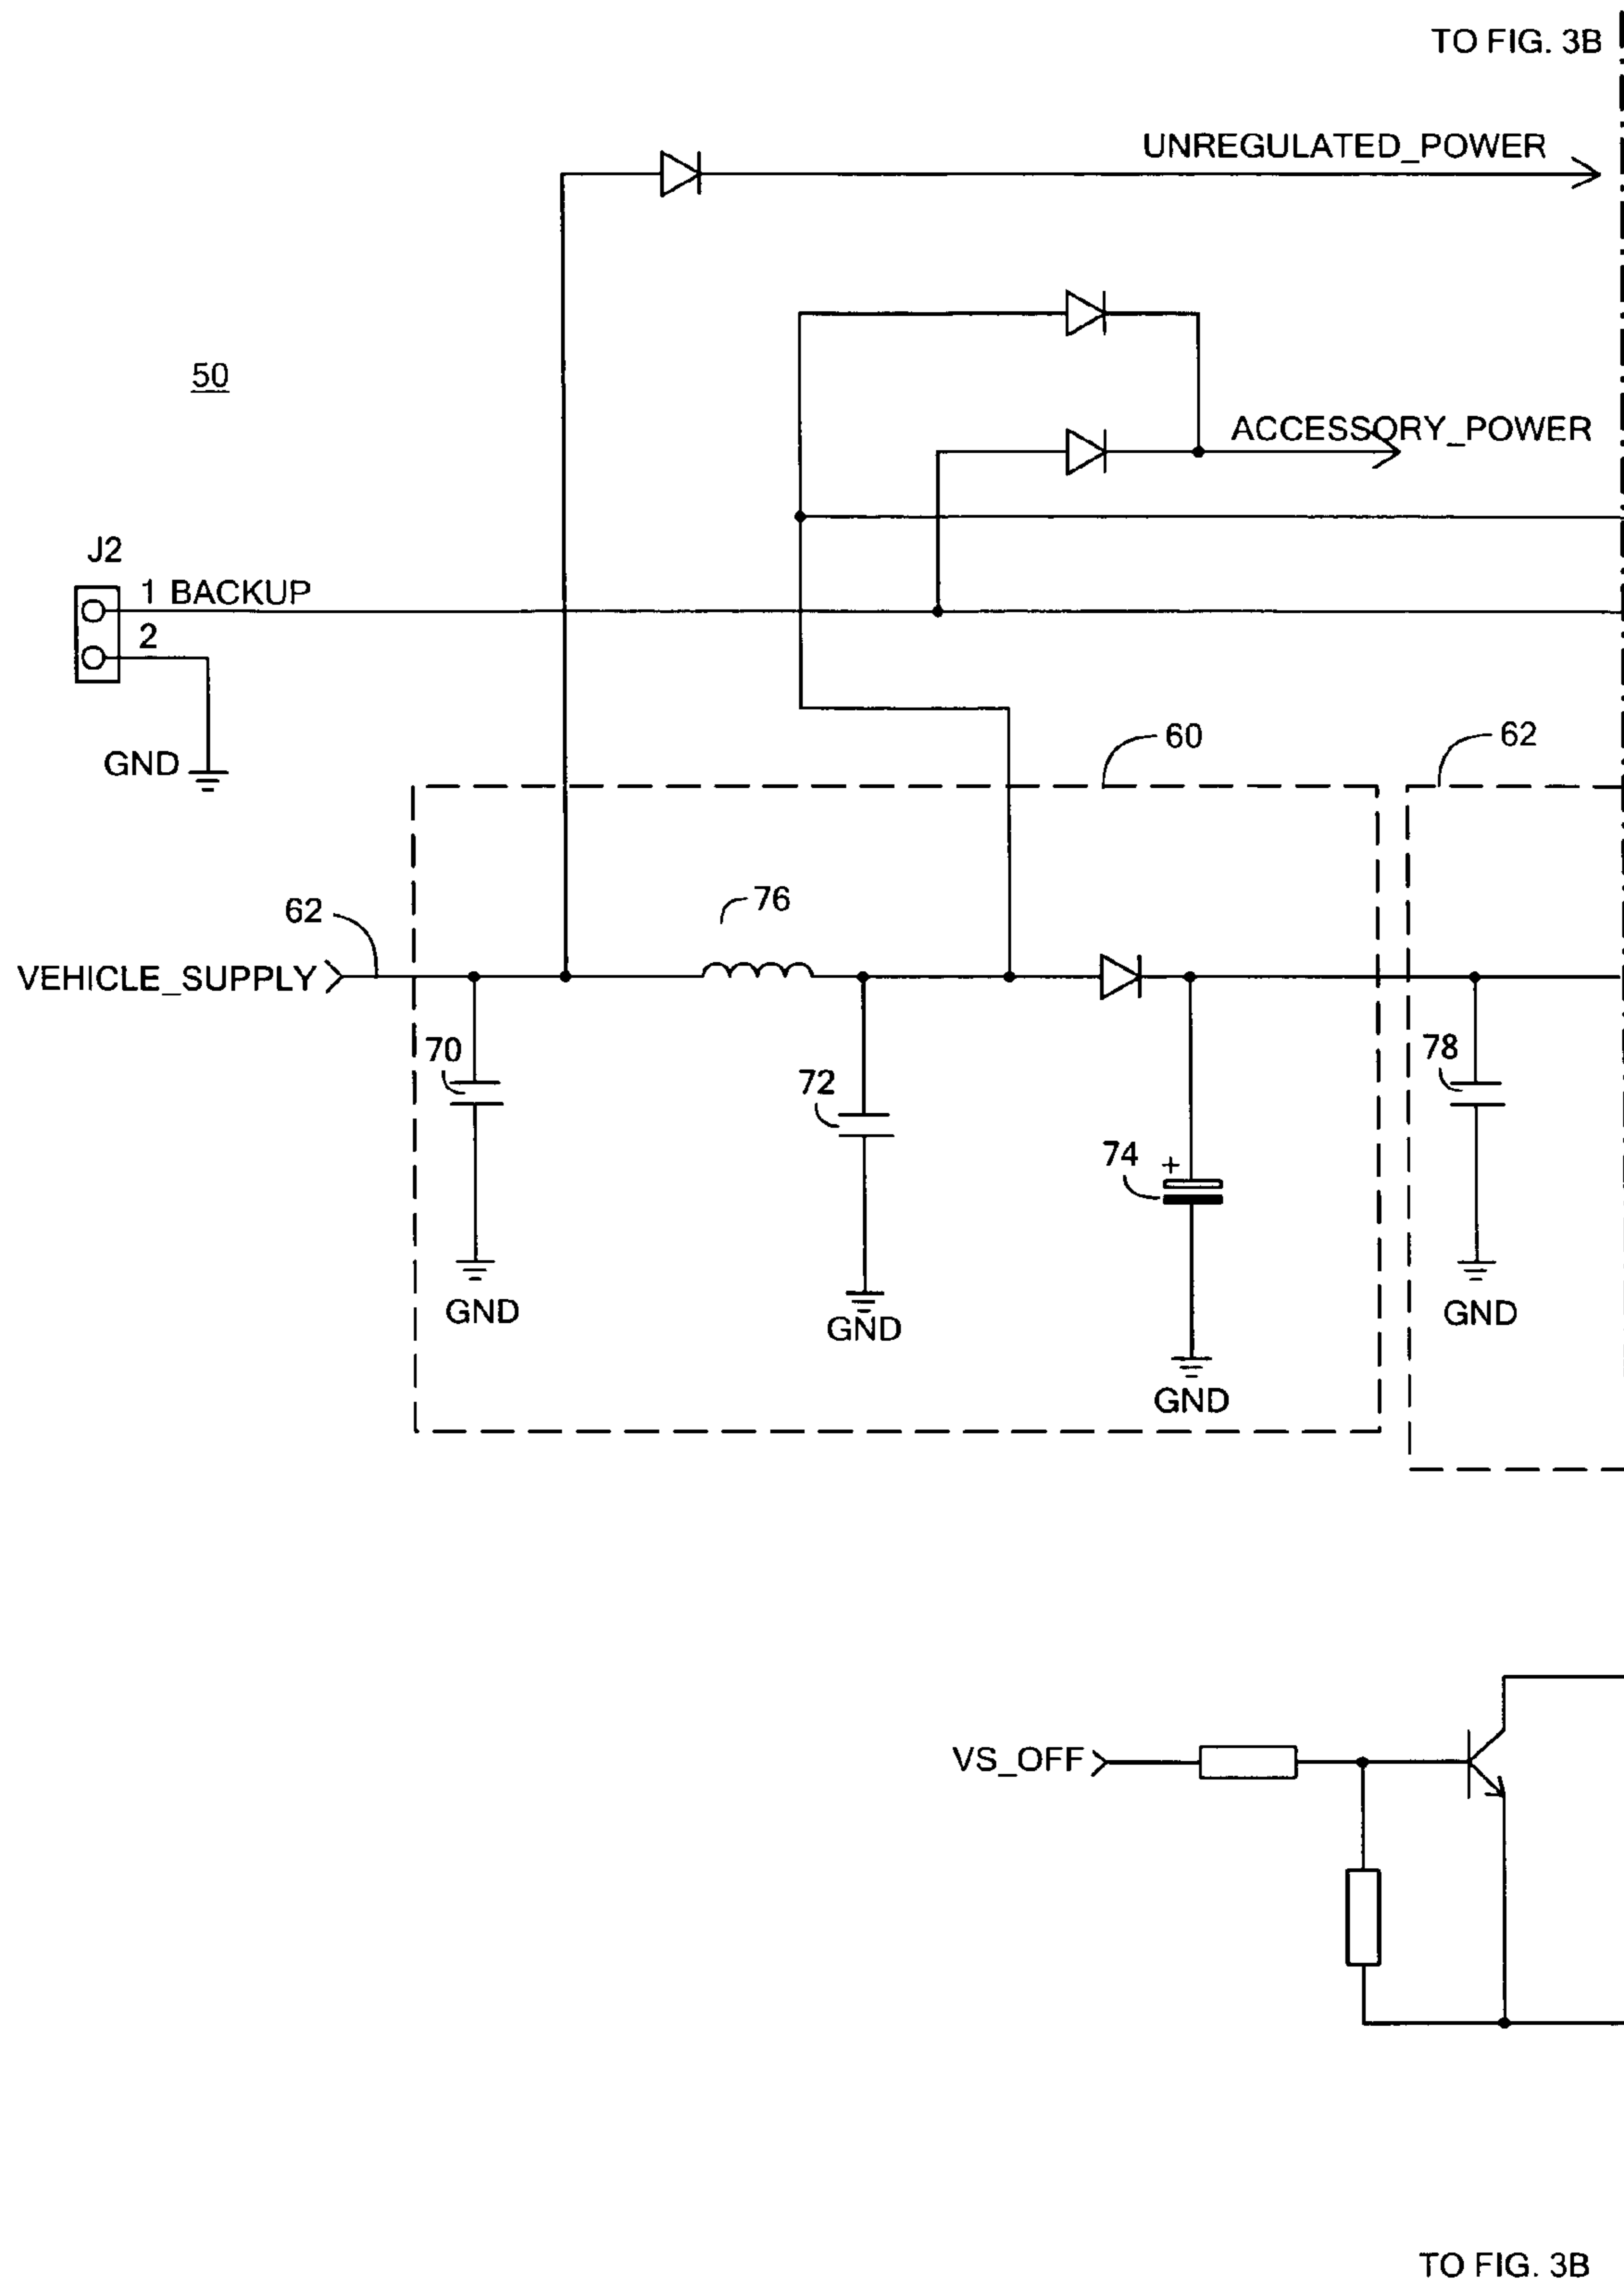 TO FIG. 3B
UNREGULATED_POWER
50
ACCESSORY_POWER
J2
1 BACKUP
2
GND
60
62
76
62
VEHICLE_SUPPLY
70
72
78
74
+
GND
GND
GND
GND
VS_OFF
TO FIG. 3B